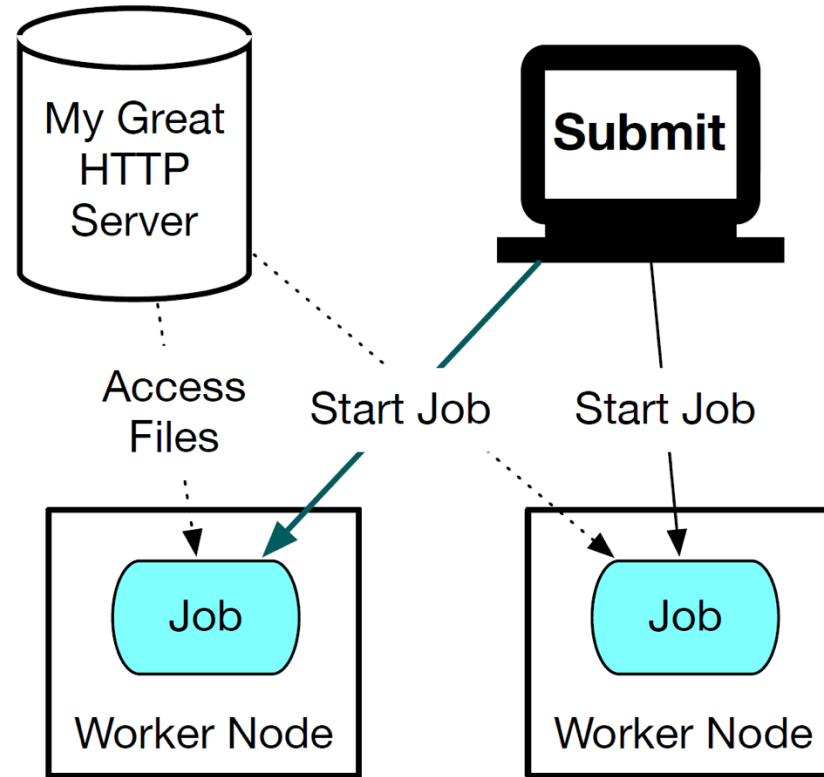 My Great
HTTP
Server
Submit
Access
Files
Start Job
Start Job
Job
Worker Node
Job
Worker Node